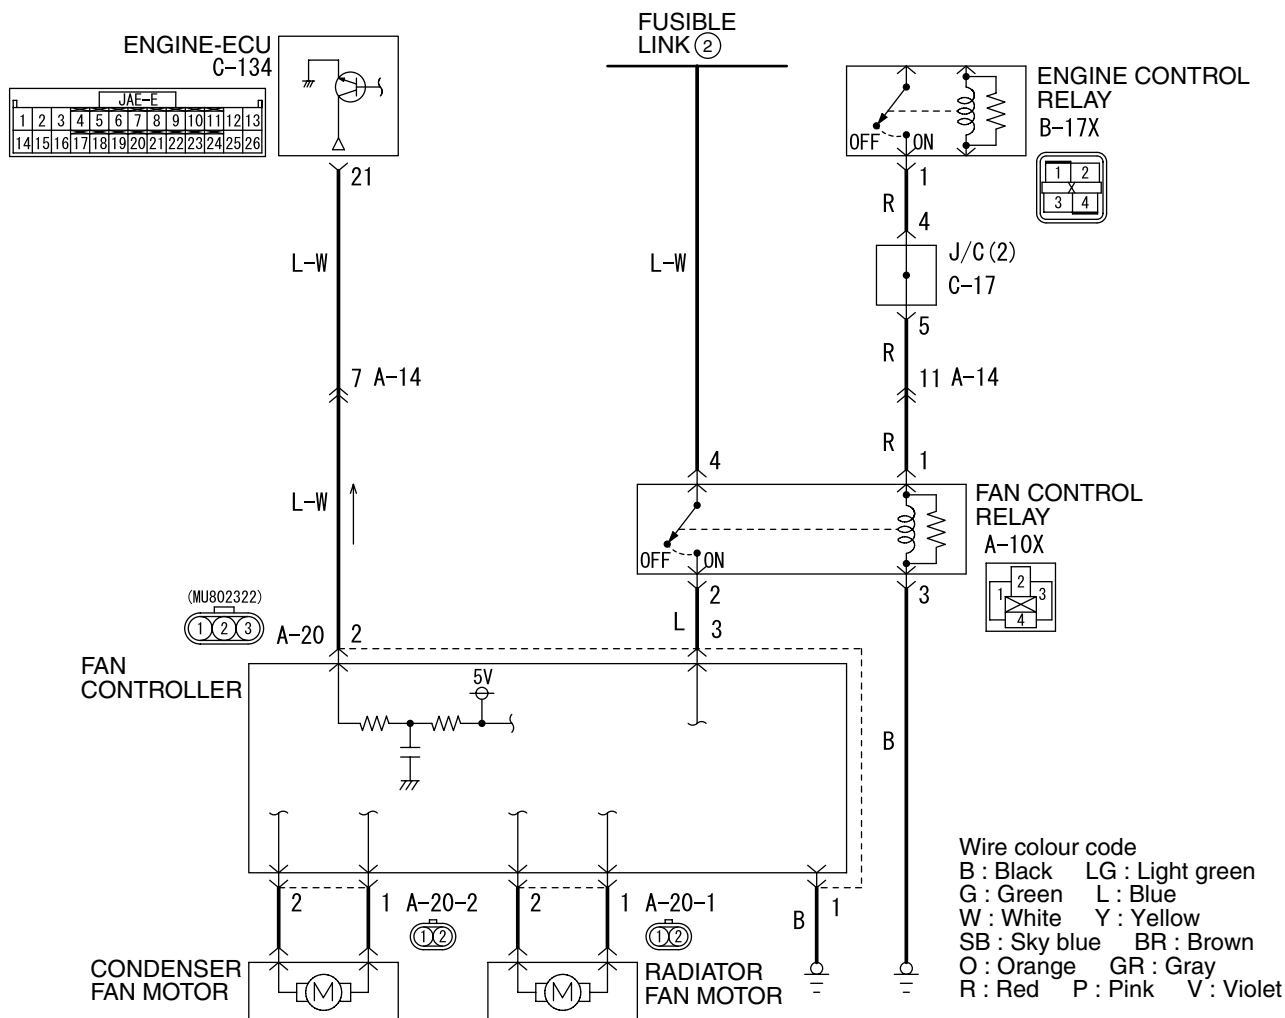 FUSIBLE
LINK ②
ENGINE-ECU
C-134
JAE-E
1 2 3 4 5 6 7 8 9 10 11 12 13
14 15 16 17 18 19 20 21 22 23 24 25 26
OFF ON
ENGINE CONTROL
RELAY
B-17X
1 2
X
3 4
21
1
R
4
L-W
L-W
J/C(2)
C-17
5
R
7 A-14
11 A-14
R
4
1
L-W
OFF ON
FAN CONTROL
RELAY
A-10X
2
1 3
4
(MU802322)
1 2 3
A-20 2
2
L 3
3
FAN
CONTROLLER
5V
B
2 1 A-20-2
1 2
2 1 A-20-1
1 2
B 1
CONDENSER
FAN MOTOR
M
M
RADIATOR
FAN MOTOR
Wire colour code
B : Black LG : Light green
G : Green L : Blue
W : White Y : Yellow
SB : Sky blue BR : Brown
O : Orange GR : Gray
R : Red P : Pink V : Violet